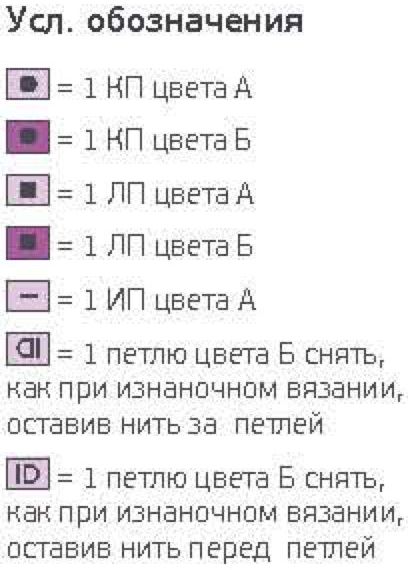 Усл. обозначения
= 1 КП цвета А
= 1 КП цвета Б
= 1 ЛП цвета А
= 1 ЛП цвета Б
= 1 ИП цвета А
= 1 петлю цвета Б снять,
как при изнаночном вязании,
оставив нить за петлей
= 1 петлю цвета Б снять,
как при изнаночном вязании,
оставив нить перед петлей